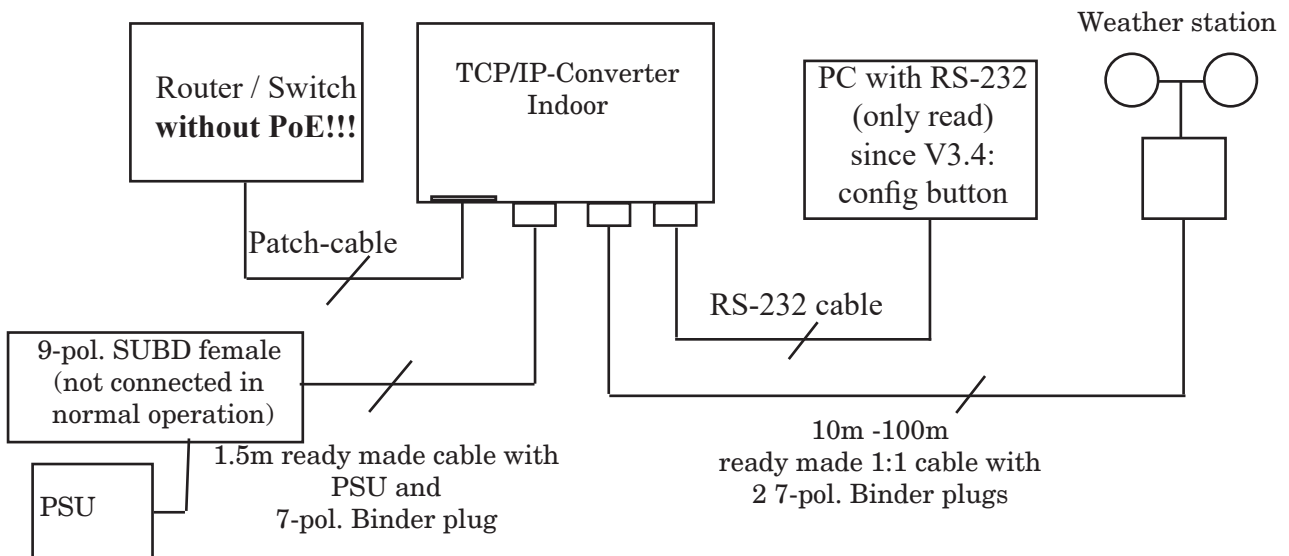 Weather station
Router / Switch
without PoE!!!
TCP/IP-Converter
Indoor
PC with RS-232
(only read)
since V3.4:
config button
Patch-cable
RS-232 cable
9-pol. SUBD female
(not connected in
normal operation)
1.5m ready made cable with
PSU and
7-pol. Binder plug
10m -100m
ready made 1:1 cable with
2 7-pol. Binder plugs
PSU